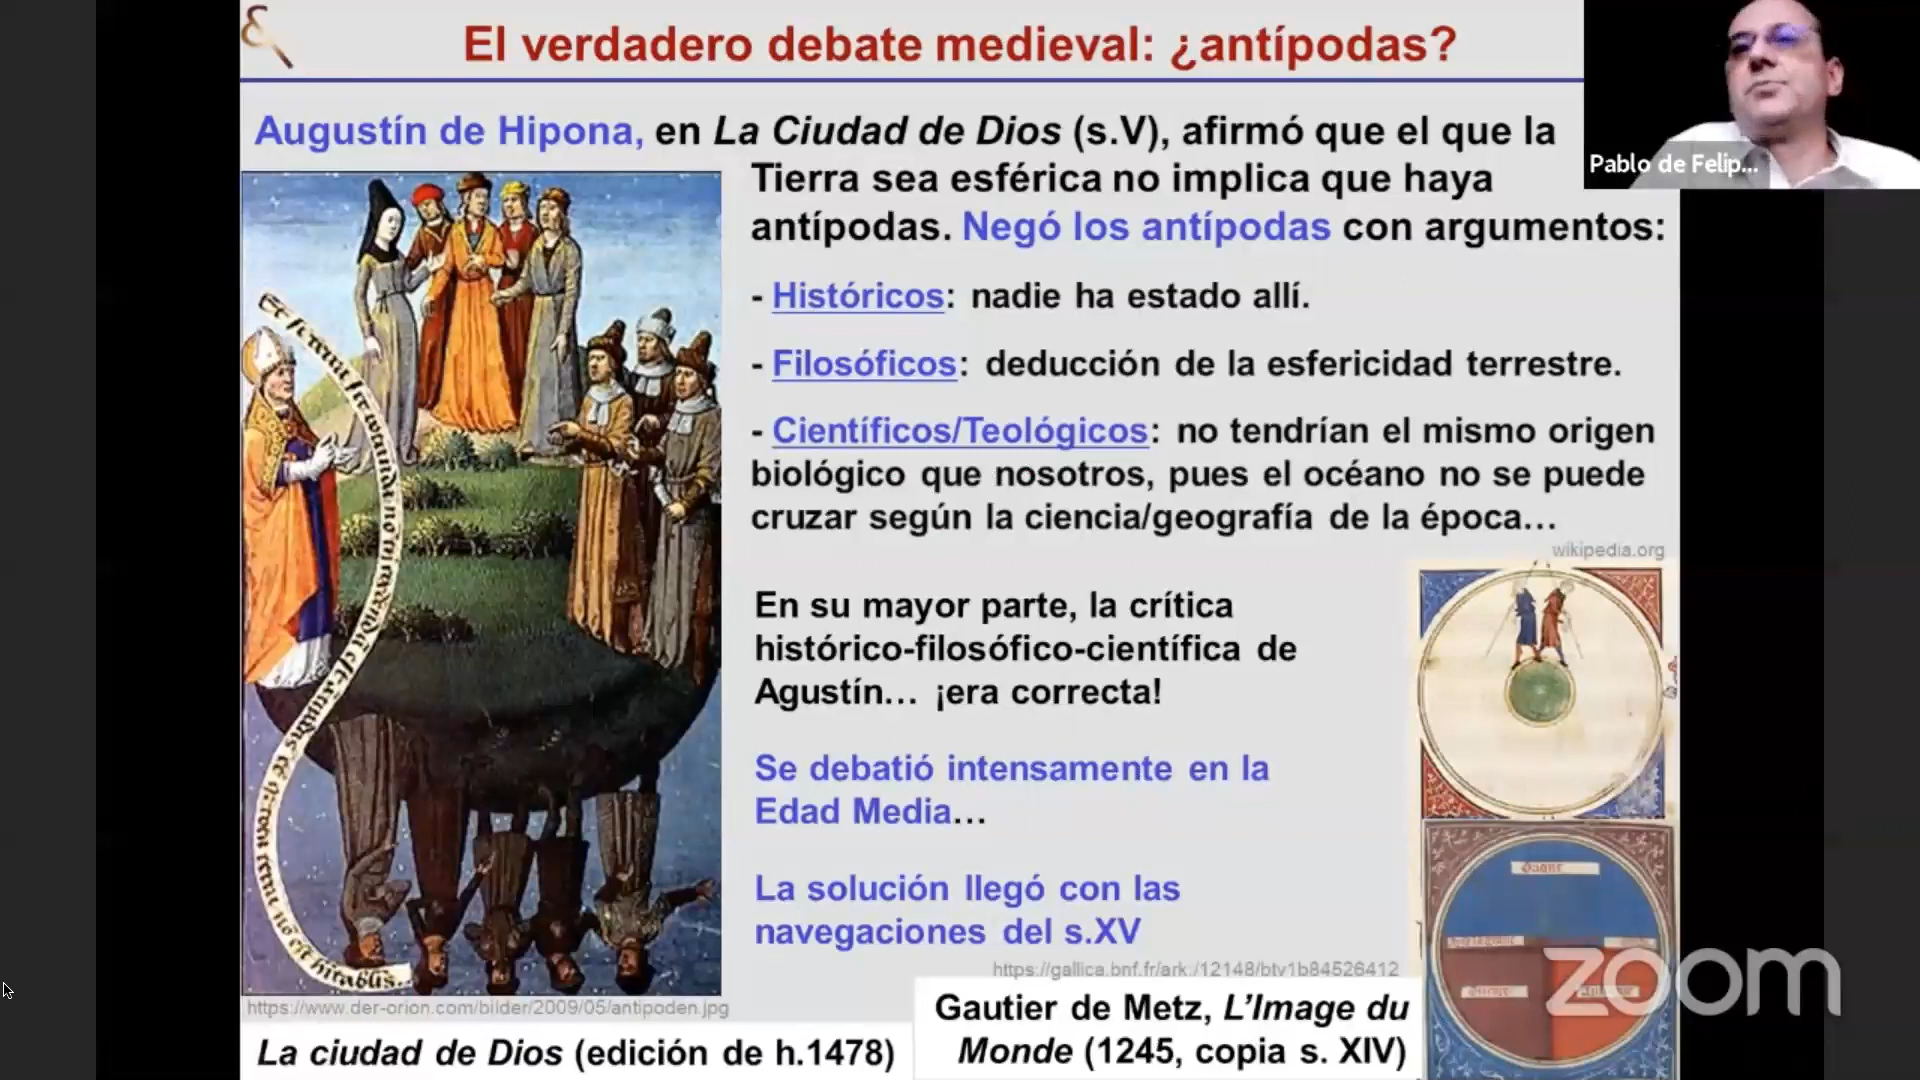 El verdadero debate medieval: ¿antípodas?
Pablo de Felip...
Augustín de Hipona, en La Ciudad de Dios (s.V), afirmó que el que la
Tierra sea esférica no implica que haya
antípodas. Negó los antípodas con argumentos:
- Históricos: nadie ha estado allí.
- Filosóficos: deducción de la esfericidad terrestre.
- Científicos/Teológicos: no tendrían el mismo origen
biológico que nosotros, pues el océano no se puede
cruzar según la ciencia/geografía de la época...
wikipedia.org
En su mayor parte, la crítica
histórico-filosófico-científica de
Agustín... ¡era correcta!
Se debatió intensamente en la
Edad Media...
La solución llegó con las
navegaciones del s.XV
https://gallica.bnf.fr/ark:/12148/btv1b84526412
https://www.der-orion.com/bilder/2009/05/antipoden.jpg
La ciudad de Dios (edición de h.1478)
Gautier de Metz, L'Image du
Monde (1245, copia s. XIV)
zoom